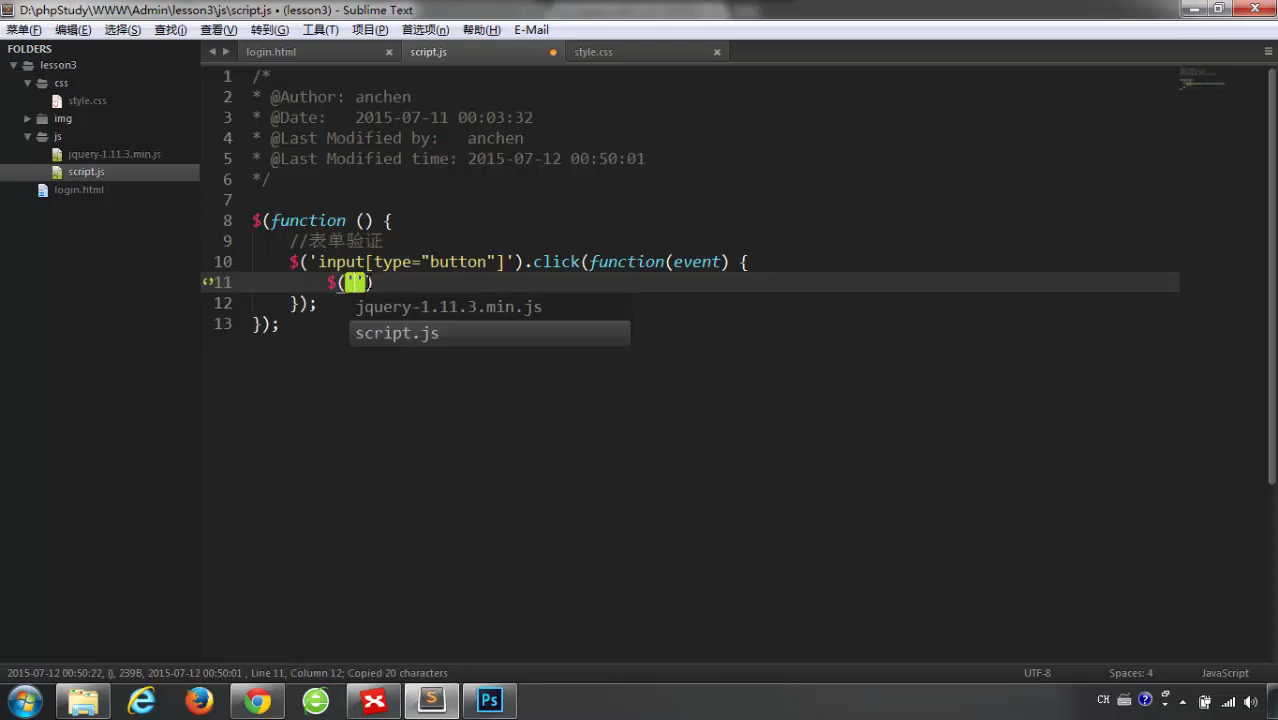 D:\phpStudy\WWW\Admin\lesson3\js\script.js • (lesson3) - Sublime Text
菜单(F) 编辑(E) 选择(S) 查找(i) 查看(V) 转到(G) 工具(T) 项目(P) 首选项(n) 帮助(H) E-Mail
FOLDERS
lesson3
css
style.css
img
js
jquery-1.11.3.min.js
script.js
login.html
login.html script.js style.css
1 /*
2 * @Author: anchen
3 * @Date: 2015-07-11 00:03:32
4 * @Last Modified by: anchen
5 * @Last Modified time: 2015-07-12 00:50:01
6 */
7
8 $(function () {
9 //表单验证
10 $('input[type="button"]').click(function(event) {
11 $('')
12 });
13 });
jquery-1.11.3.min.js
script.js
2015-07-12 00:50:22, (), 239B, 2015-07-12 00:50:01 , Line 11, Column 12; Copied 20 characters UTF-8 Spaces: 4 JavaScript
S Ps CH